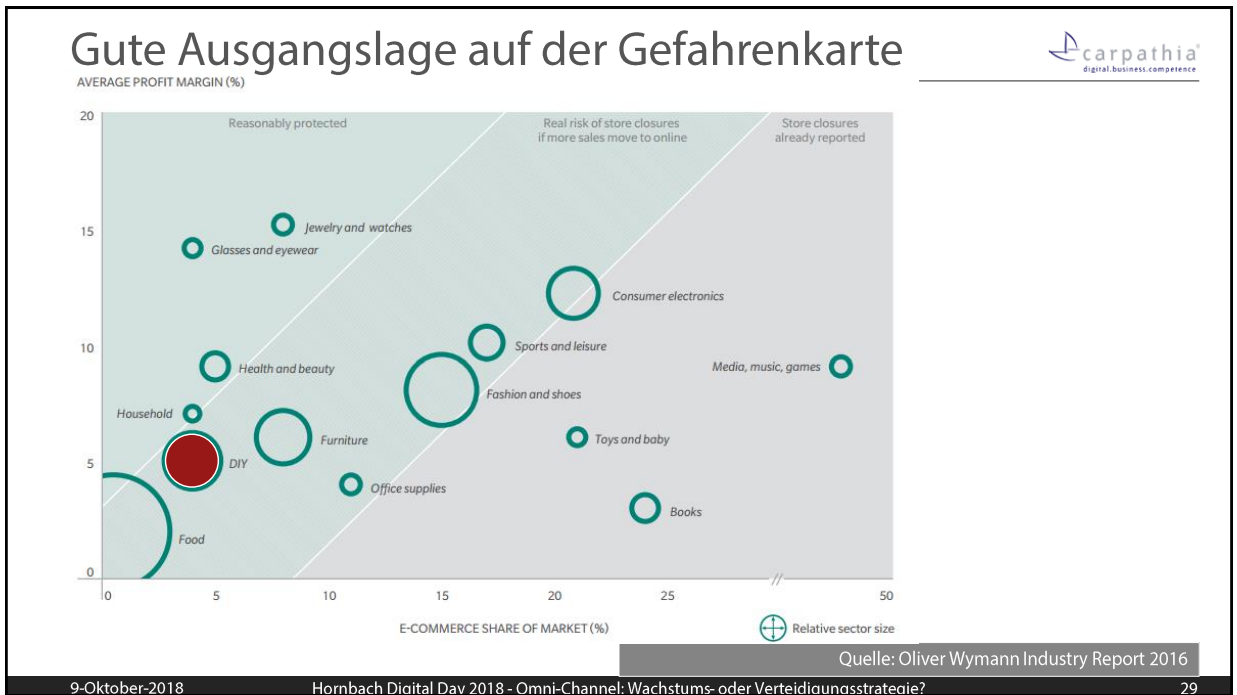 Gute Ausgangslage auf der Gefahrenkarte
carpathia®
digital.business.competence
AVERAGE PROFIT MARGIN (%)
20
Reasonably protected
Real risk of store closures
if more sales move to online
Store closures
already reported
15
Jewelry and watches
Glasses and eyewear
Consumer electronics
10
Sports and leisure
Health and beauty
Media, music, games
Fashion and shoes
Household
Furniture
Toys and baby
5
DIY
Office supplies
Books
Food
0
0 5 10 15 20 25 // 50
E-COMMERCE SHARE OF MARKET (%)
Relative sector size
Quelle: Oliver Wymann Industry Report 2016
9-Oktober-2018 Hornbach Digital Day 2018 - Omni-Channel: Wachstums- oder Verteidigungsstrategie? 29